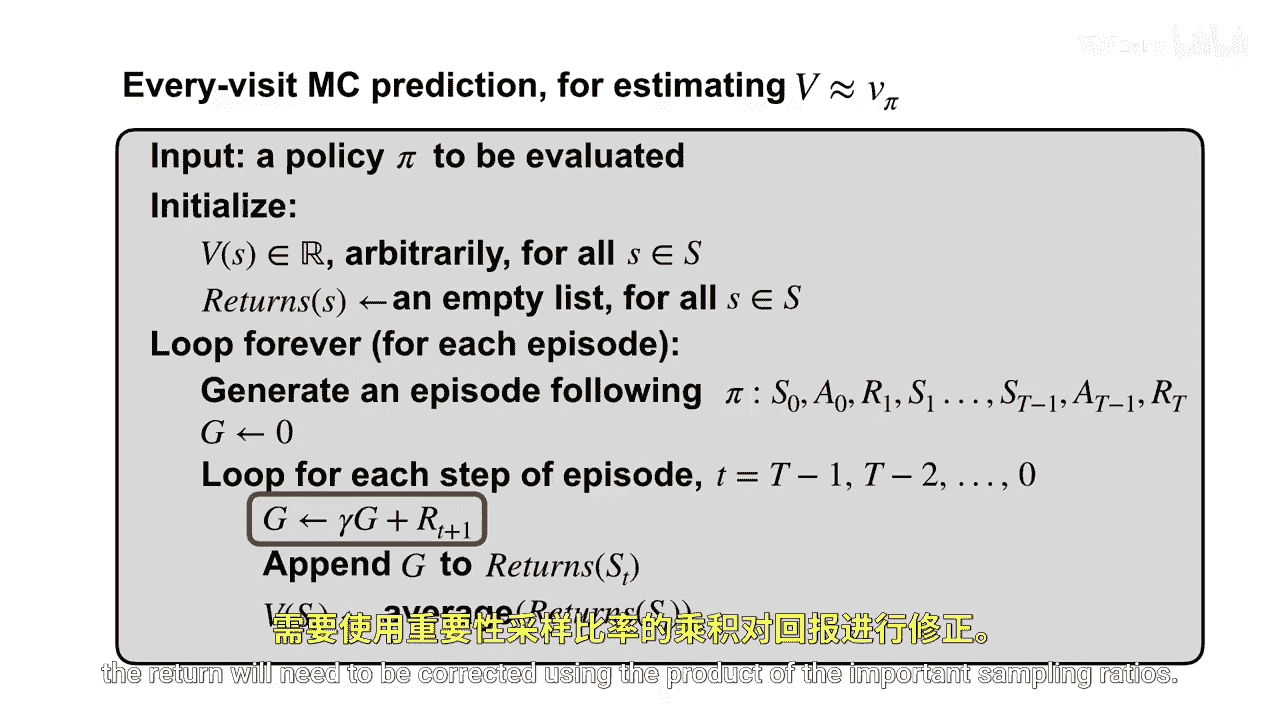 Every-visit MC prediction, for estimating V ≈ v_π
Input: a policy π to be evaluated
Initialize:
V(s) ∈ ℝ, arbitrarily, for all s ∈ S
Returns(s) ← an empty list, for all s ∈ S
Loop forever (for each episode):
Generate an episode following π : S_0, A_0, R_1, S_1 . . . , S_{T−1}, A_{T−1}, R_T
G ← 0
Loop for each step of episode, t = T − 1, T − 2, . . . , 0
G ← γG + R_{t+1}
Append G to Returns(S_t)
V(S_t) average(Returns(S_t))
需要使用重要性采样比率的乘积对回报进行修正。
the return will need to be corrected using the product of the important sampling ratios.